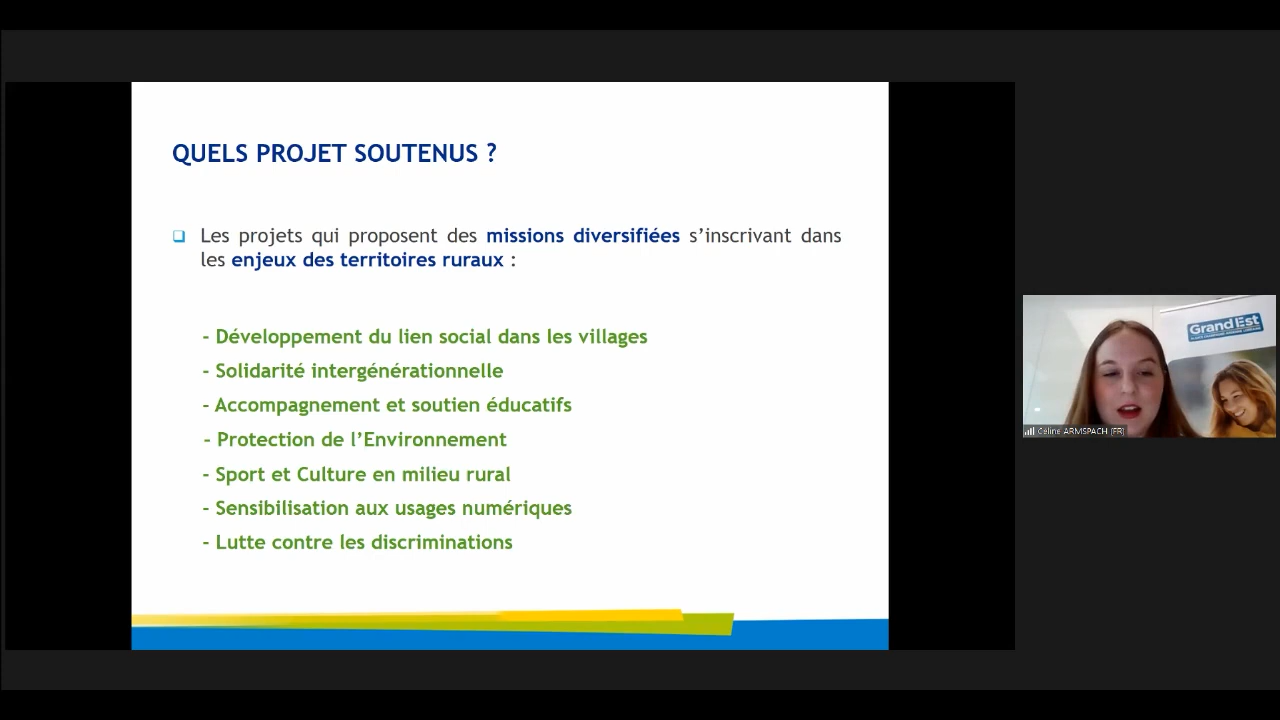 QUELS PROJET SOUTENUS ?
Les projets qui proposent des missions diversifiées s’inscrivant dans
les enjeux des territoires ruraux :
- Développement du lien social dans les villages
- Solidarité intergénérationnelle
- Accompagnement et soutien éducatifs
- Protection de l’Environnement
- Sport et Culture en milieu rural
- Sensibilisation aux usages numériques
- Lutte contre les discriminations
Grand Est
Céline ARMSPACH (FR)